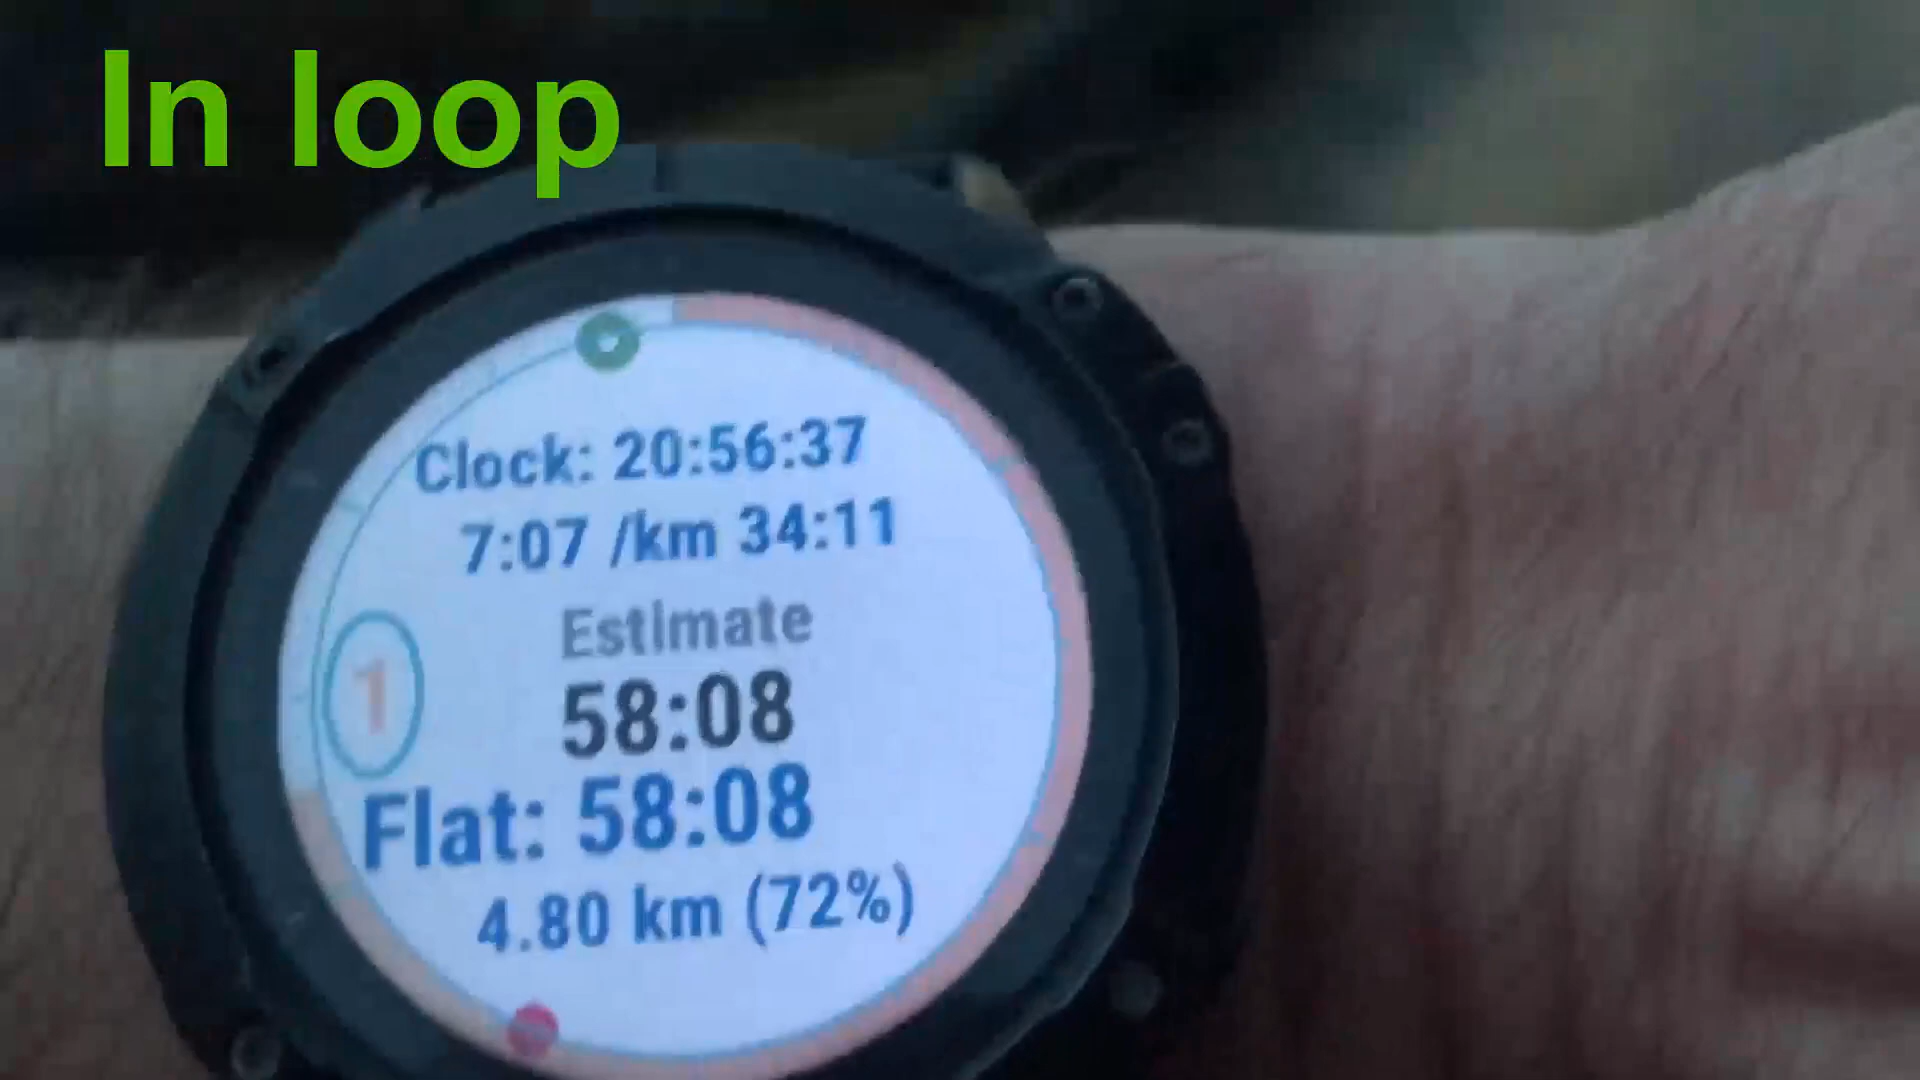 In loop
Clock: 20:56:37
7:07 /km 34:11
Estimate
58:08
1
Flat: 58:08
4.80 km (72%)